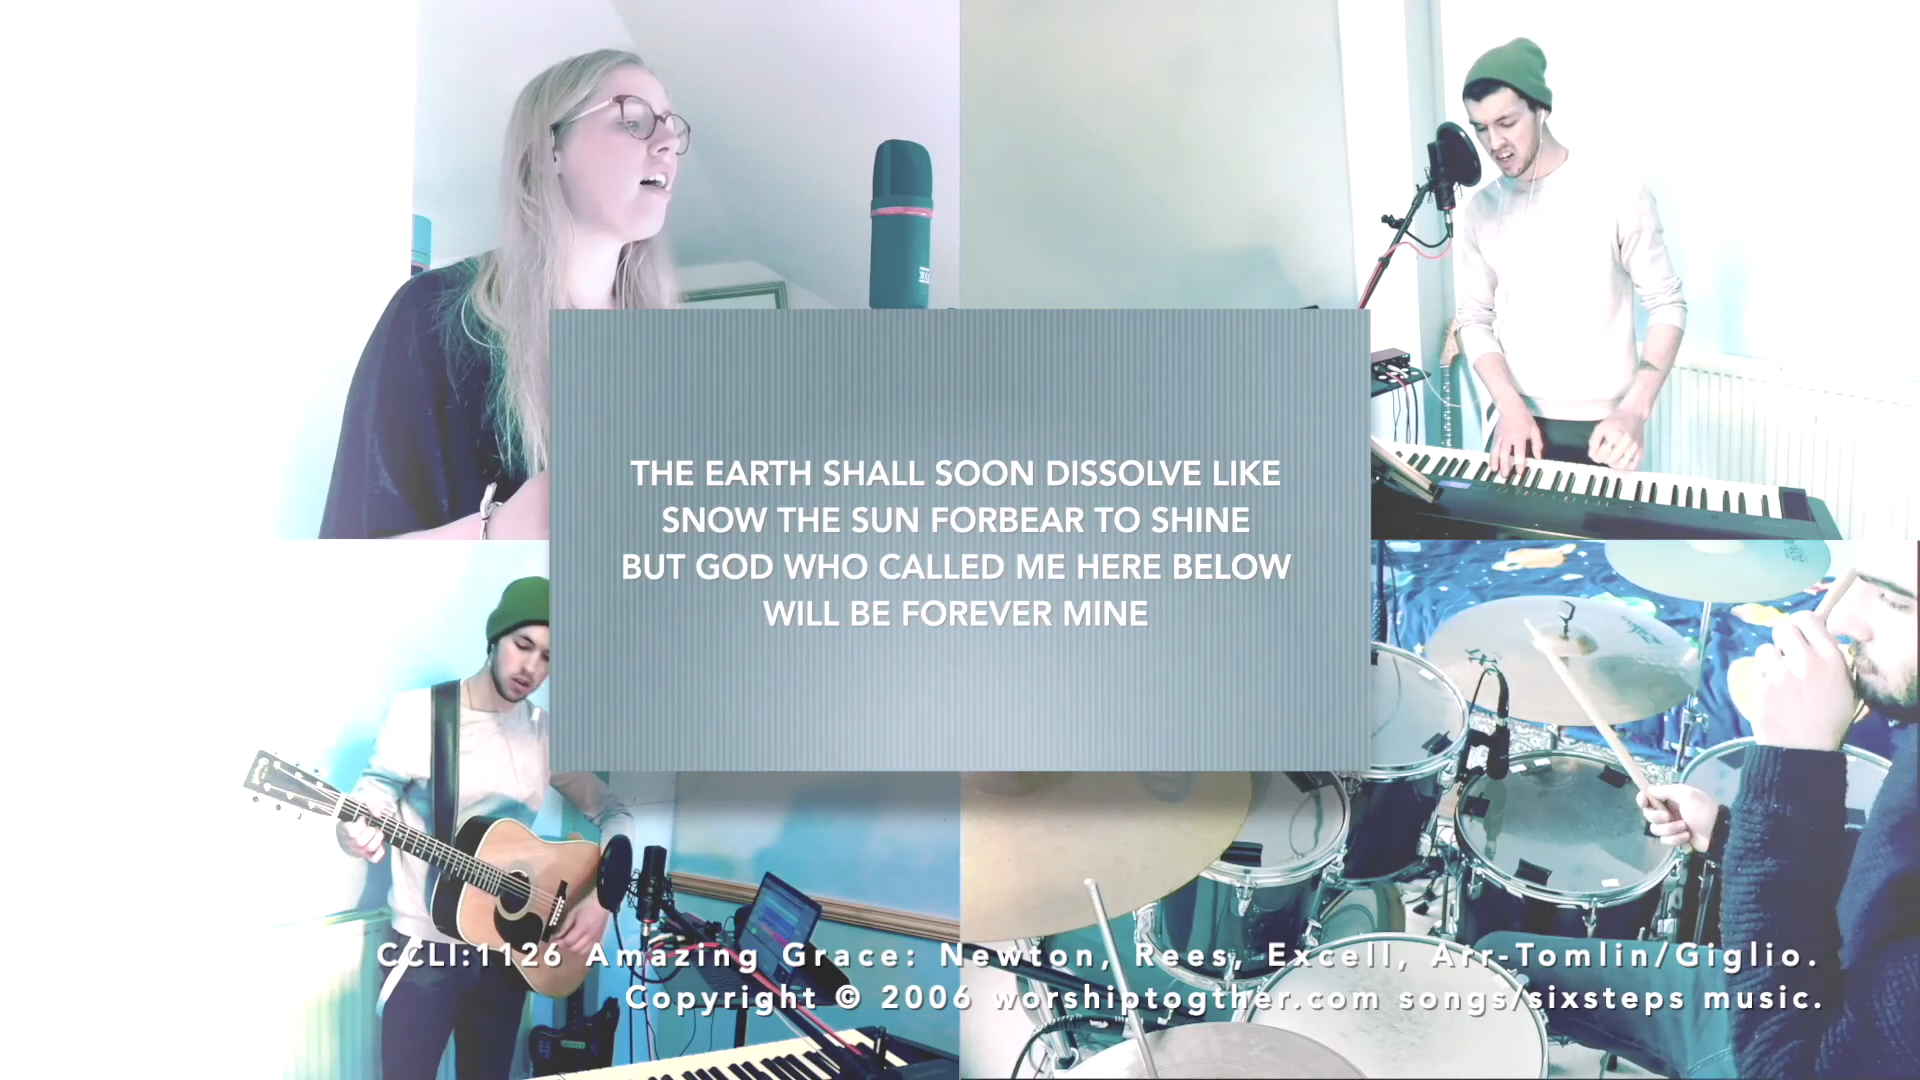 THE EARTH SHALL SOON DISSOLVE LIKE
SNOW THE SUN FORBEAR TO SHINE
BUT GOD WHO CALLED ME HERE BELOW
WILL BE FOREVER MINE
CCLI:1126 Amazing Grace: Newton, Rees, Excell, Arr-Tomlin/Giglio.
Copyright © 2006 worshiptogther.com songs/sixsteps music.